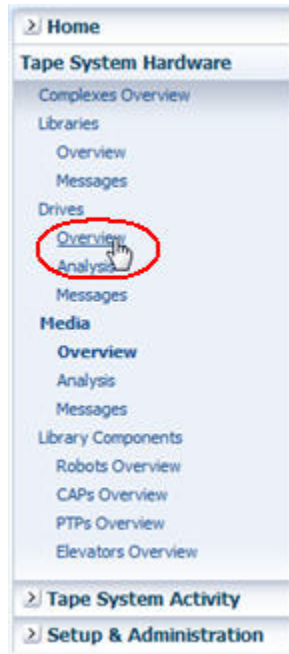 Home
Tape System Hardware
Complexes Overview
Libraries
Overview
Messages
Drives
Overview
Analysis
Messages
Media
Overview
Analysis
Messages
Library Components
Robots Overview
CAPs Overview
PTPs Overview
Elevators Overview
Tape System Activity
Setup & Administration